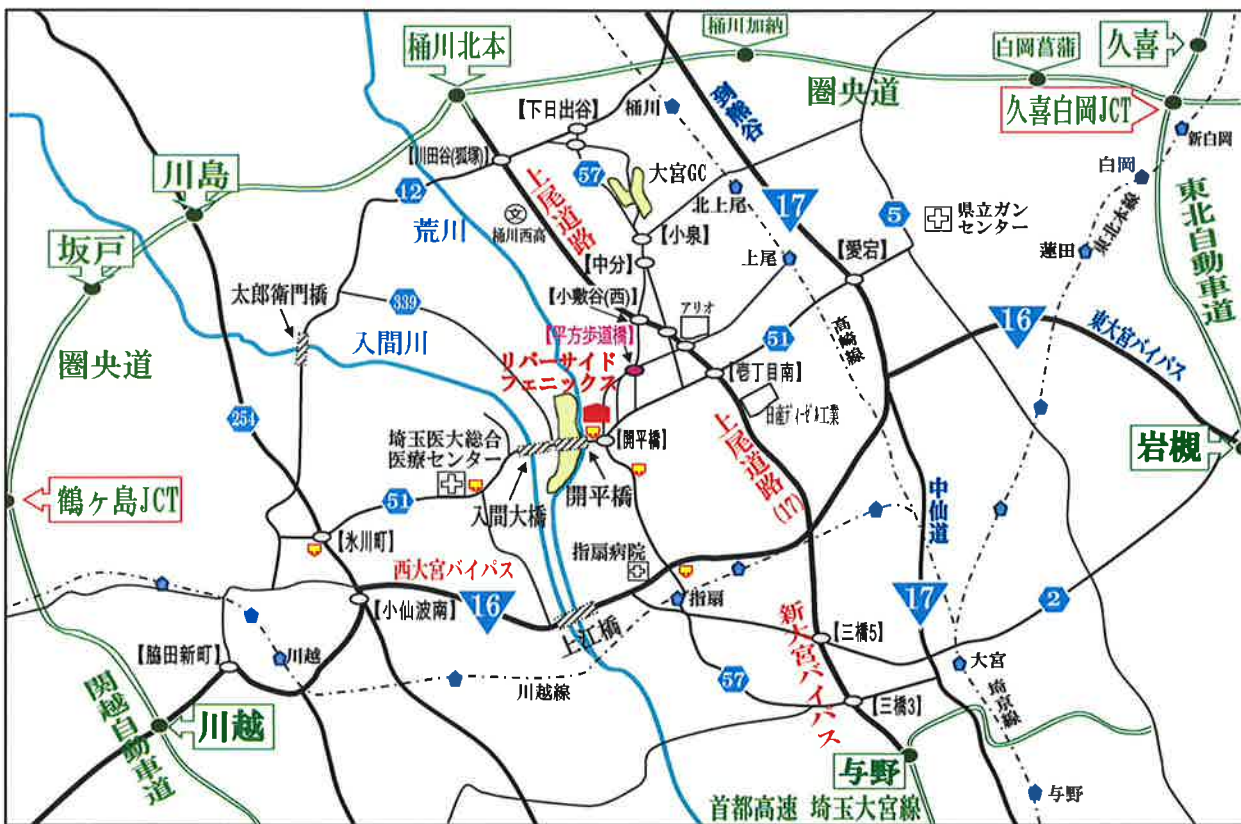 桶川北本
桶川加納
白岡菖蒲
久喜
圏央道
久喜白岡JCT
新白岡
【下日出谷】
桶川
【川田谷(狐塚)】
57
大宮GC
白岡
川島
12
上尾道路
桶川西高
北上尾
17
5
県立ガン
センター
東北本線
荒川
【小泉】
坂戸
【中分】
上尾
【愛宕】
蓮田
東北自動車道
太郎衛門橋
339
【小敷谷(西)】
アリオ
16
入間川
【平方歩道橋】
51
高崎線
東大宮バイパス
圏央道
リバーサイド
フェニックス
【壱丁目南】
日産ディーゼル工業
254
埼玉医大総合
医療センター
【開平橋】
岩槻
上尾道路
(17)
鶴ヶ島JCT
51
入間大橋
開平橋
中仙道
【氷川町】
指扇病院
西大宮バイパス
16
【小仙波南】
指扇
17
2
上江橋
【三橋5】
【脇田新町】
川越
新大宮バイパス
大宮
川越線
57
埼京線
関越自動車道
川越
【三橋3】
与野
与野
首都高速 埼玉大宮線